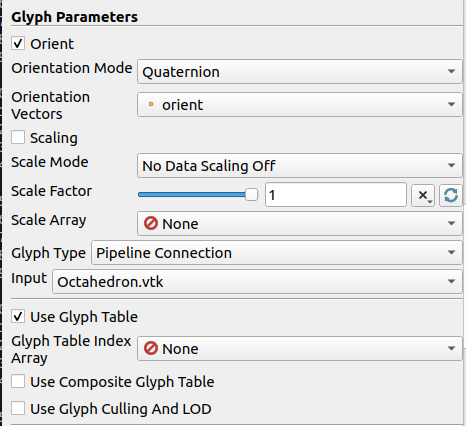 Glyph Parameters
Orient
Orientation Mode Quaternion
Orientation
Vectors orient
Scaling
Scale Mode No Data Scaling Off
Scale Factor 1
Scale Array None
Glyph Type Pipeline Connection
Input Octahedron.vtk
Use Glyph Table
Glyph Table Index
Array None
Use Composite Glyph Table
Use Glyph Culling And LOD